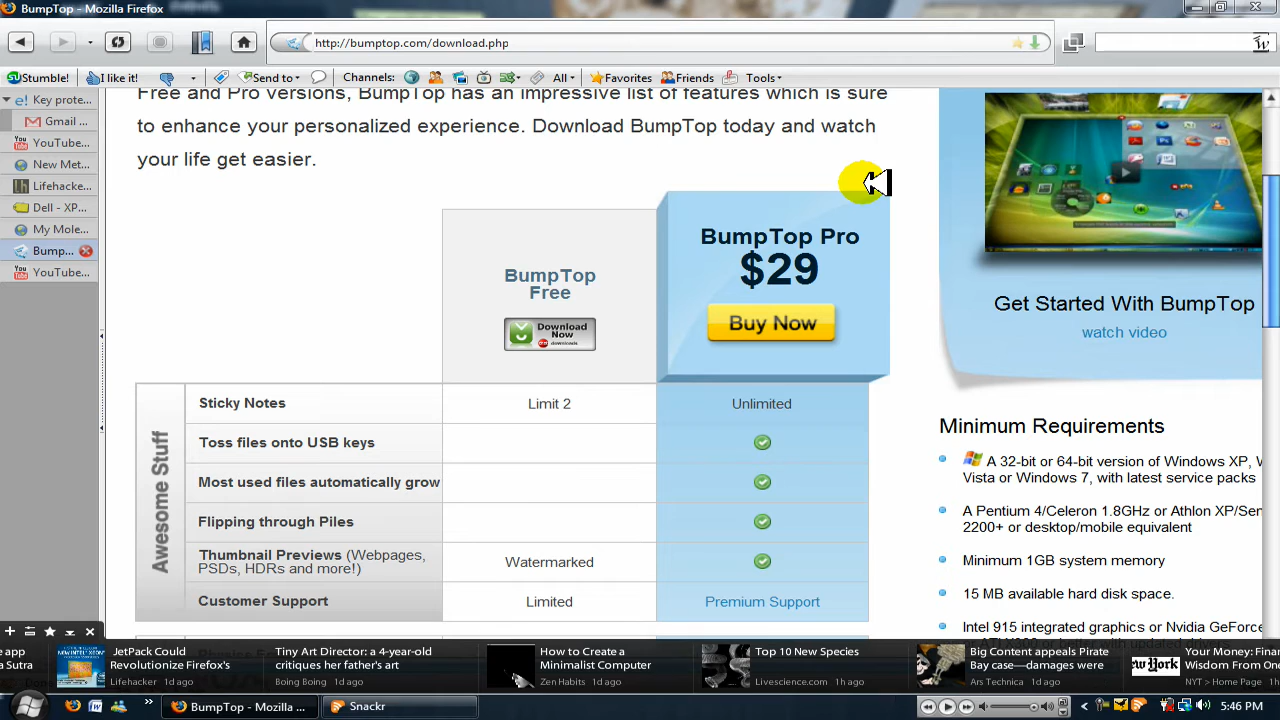 BumpTop - Mozilla Firefox
http://bumptop.com/download.php
Stumble! I like it! Send to Channels: All Favorites Friends Tools
Key prote...
Gmail ...
YouTube...
New Met...
Lifehacker...
Dell - XP...
My Mole...
Bump...
YouTube...
Free and Pro versions, BumpTop has an impressive list of features which is sure
to enhance your personalized experience. Download BumpTop today and watch
your life get easier.
BumpTop
Free
Download
Now
downloads
BumpTop Pro
$29
Buy Now
Awesome Stuff
Sticky Notes Limit 2 Unlimited
Toss files onto USB keys
Most used files automatically grow
Flipping through Piles
Thumbnail Previews (Webpages,
PSDs, HDRs and more!) Watermarked
Customer Support Limited Premium Support
Get Started With BumpTop
watch video
Minimum Requirements
A 32-bit or 64-bit version of Windows XP,
Vista or Windows 7, with latest service packs
A Pentium 4/Celeron 1.8GHz or Athlon XP/Sem
2200+ or desktop/mobile equivalent
Minimum 1GB system memory
15 MB available hard disk space.
Intel 915 integrated graphics or Nvidia GeForce
e app
a Sutra
1d ago
JetPack Could
Revolutionize Firefox's
Lifehacker 1d ago
Tiny Art Director: a 4-year-old
critiques her father's art
Boing Boing 1d ago
How to Create a
Minimalist Computer
Zen Habits 1d ago
Top 10 New Species
Livescience.com 1h ago
Big Content appeals Pirate
Bay case—damages were
Ars Technica 1d ago
New York
Your Money: Finan
Wisdom From On
NYT > Home Page 1h
BumpTop - Mozilla ...
Snackr
5:46 PM